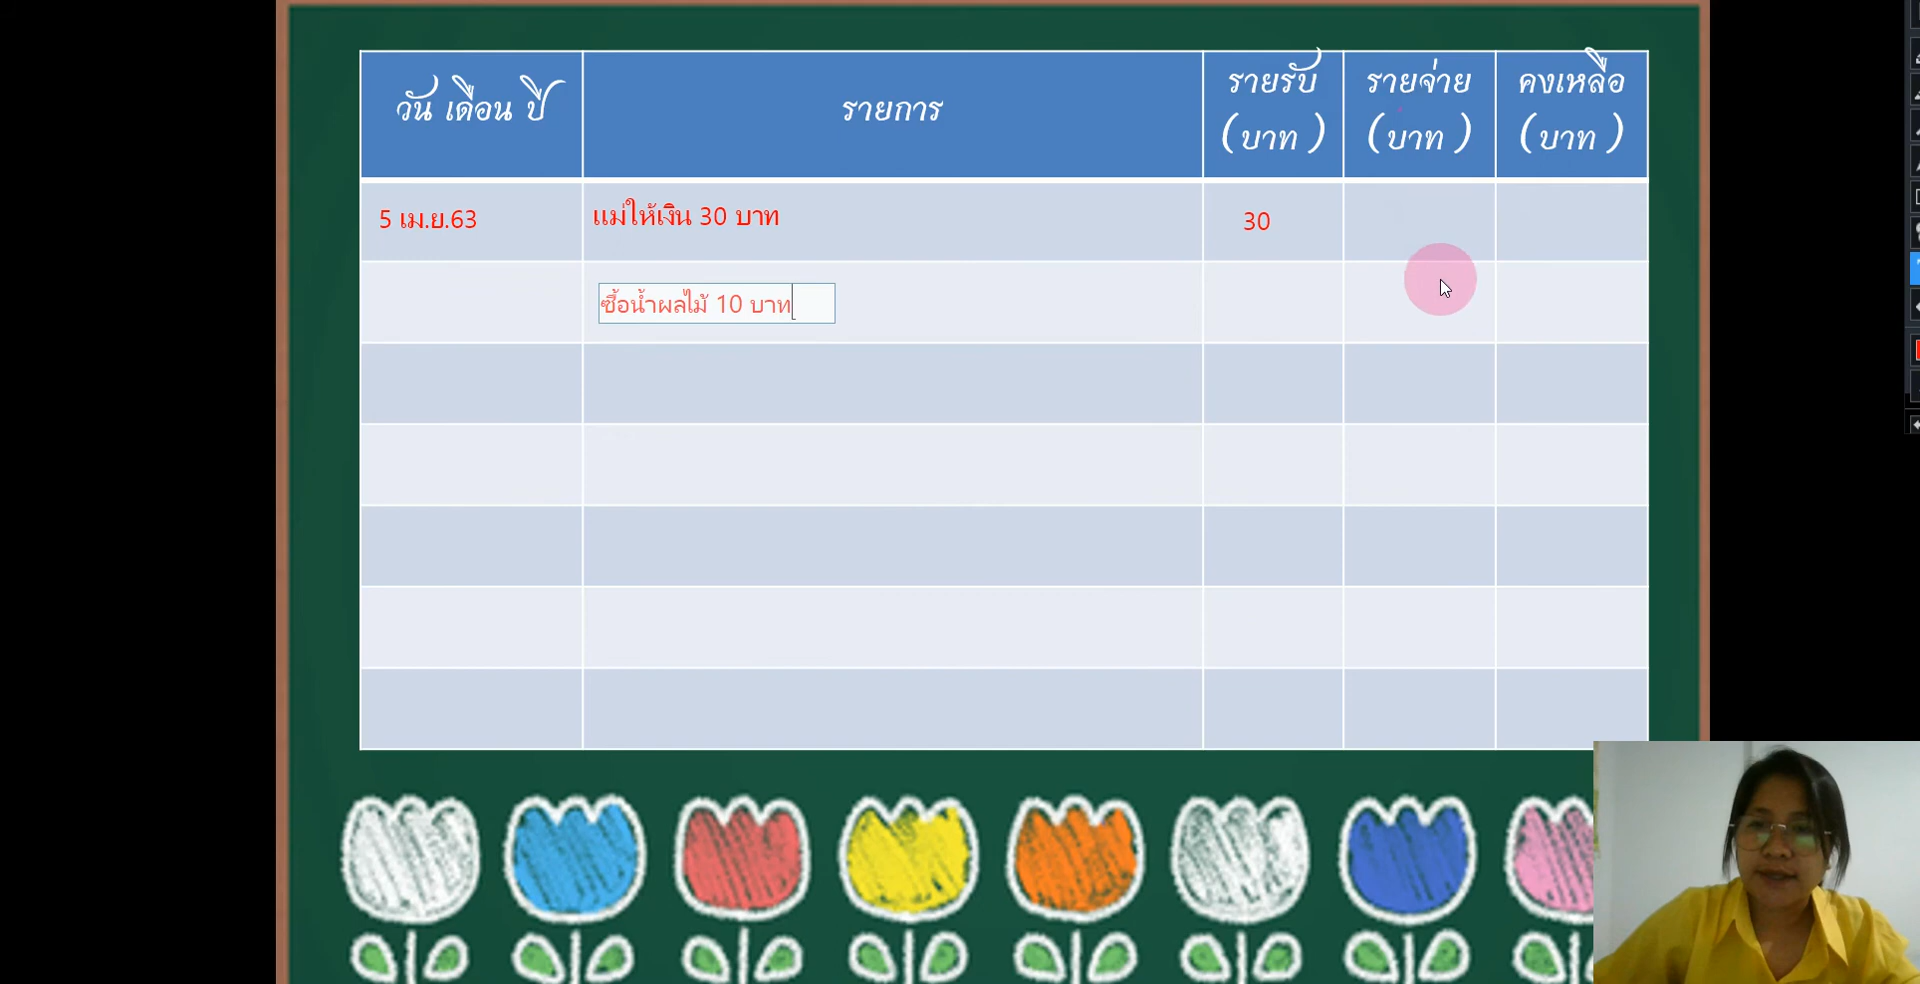 วัน เดือน ปี
รายการ
รายรับ
(บาท )
รายจ่าย
(บาท )
คงเหลือ
(บาท )
5 เม.ย.63
แม่ให้เงิน 30 บาท
30
ซื้อน้ำผลไม้ 10 บาท